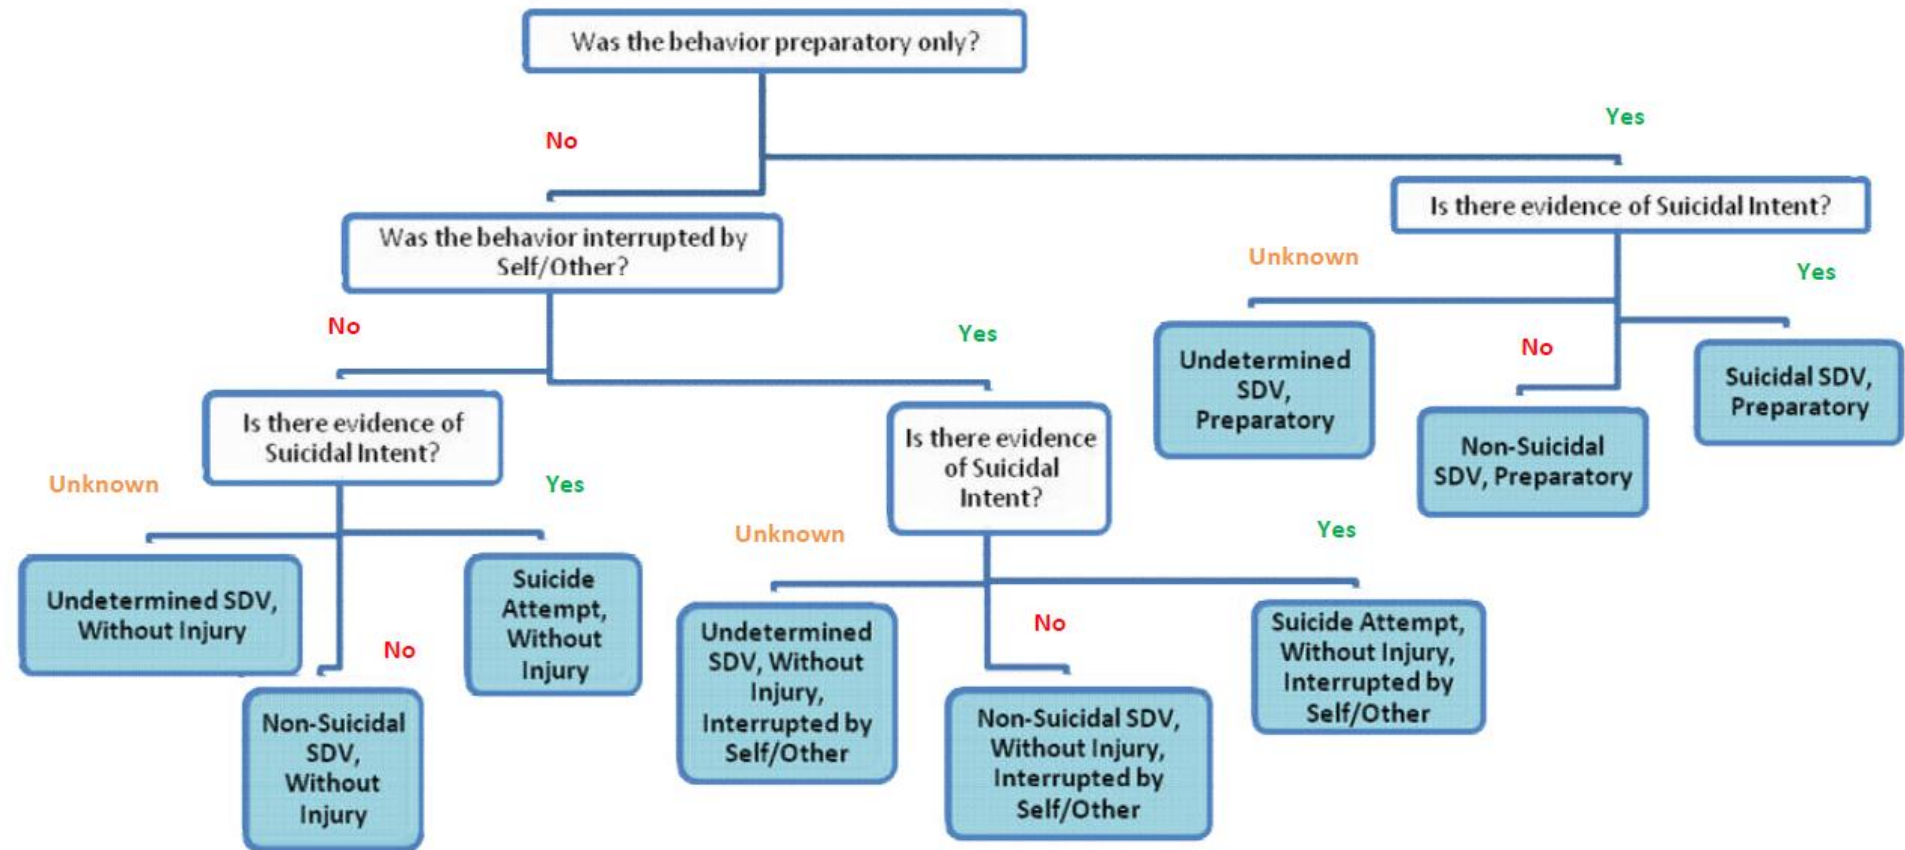 Was the behavior preparatory only?
No
Yes
Was the behavior interrupted by
Self/Other?
Is there evidence of Suicidal Intent?
No
Yes
Unknown
No
Yes
Is there evidence of
Suicidal Intent?
Is there evidence
of Suicidal
Intent?
Undetermined
SDV,
Preparatory
Non-Suicidal
SDV, Preparatory
Suicidal SDV,
Preparatory
Unknown
No
Yes
Unknown
No
Yes
Undetermined SDV,
Without Injury
Non-Suicidal
SDV,
Without
Injury
Suicide
Attempt,
Without
Injury
Undetermined
SDV, Without
Injury,
Interrupted by
Self/Other
Non-Suicidal SDV,
Without Injury,
Interrupted by
Self/Other
Suicide Attempt,
Without Injury,
Interrupted by
Self/Other